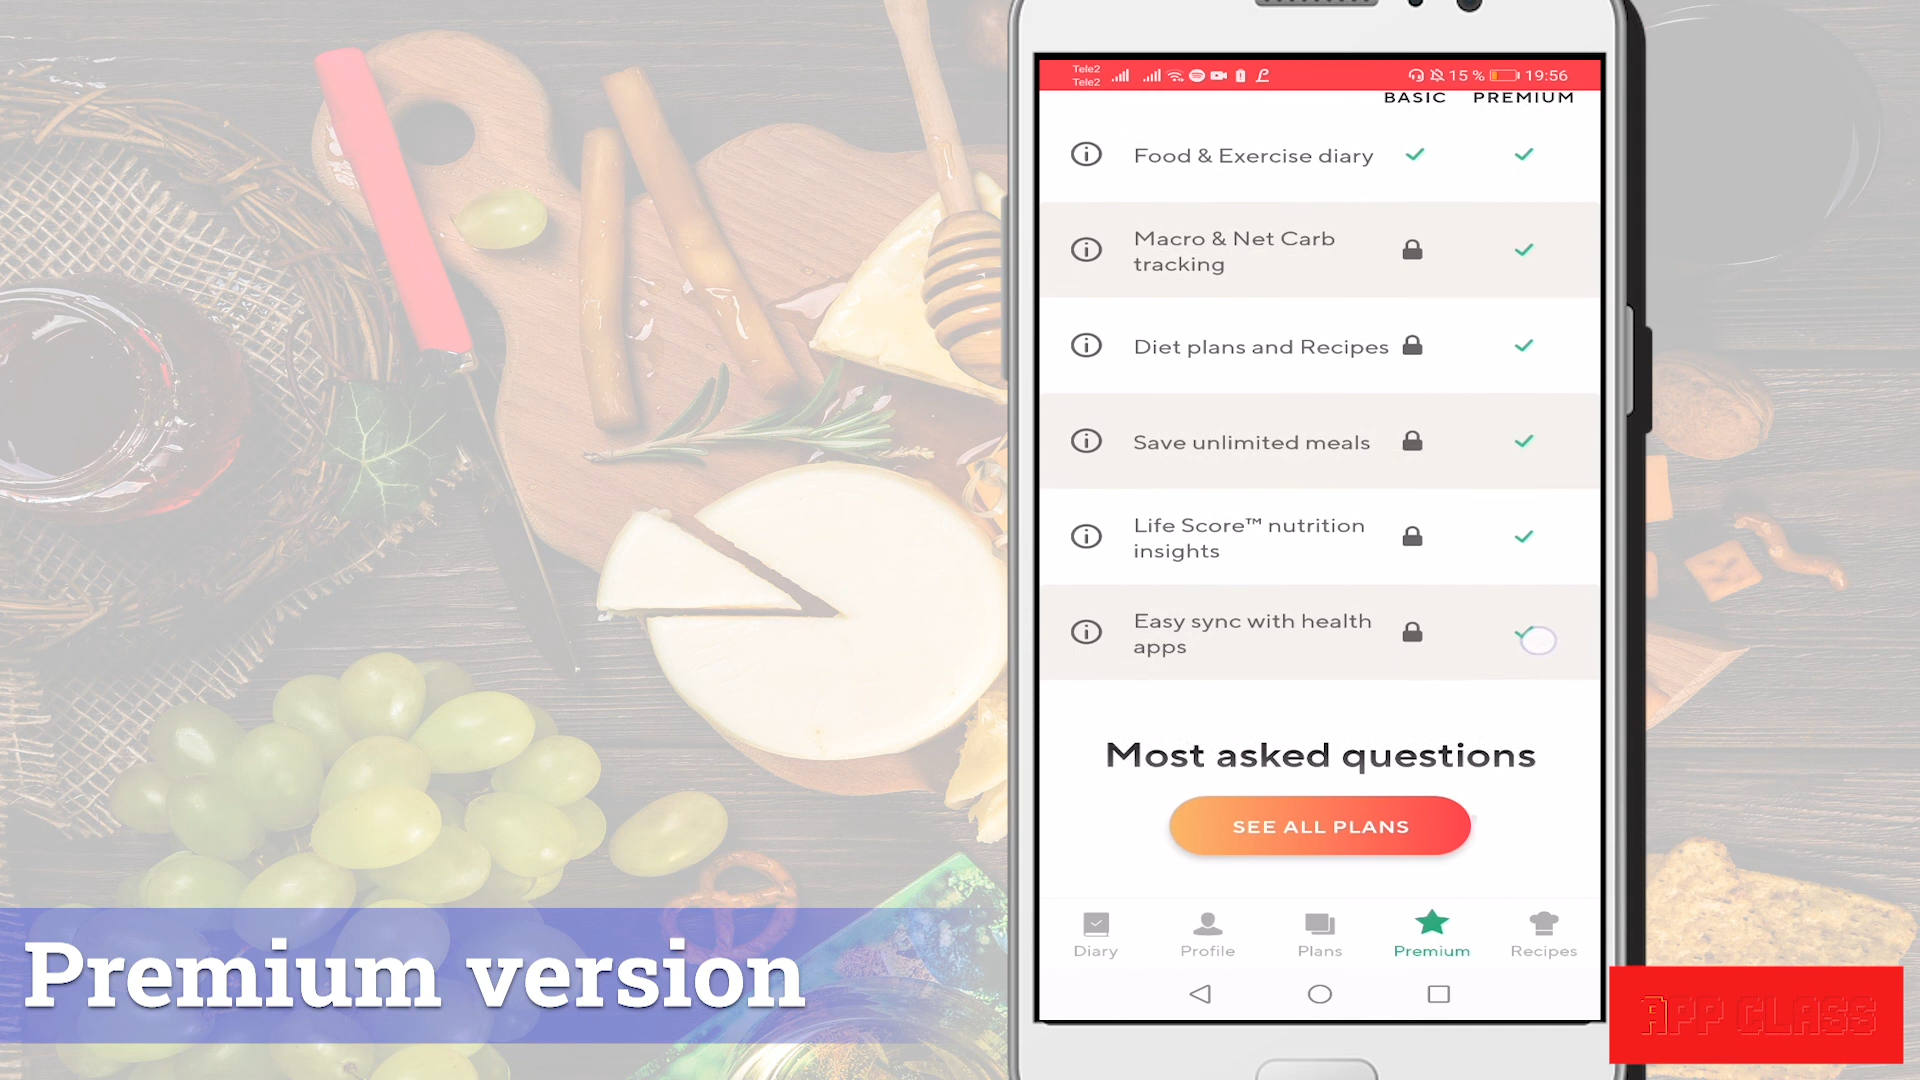 Tele2
Tele2
15 % 19:56
BASIC PREMIUM
Food & Exercise diary
Macro & Net Carb
tracking
Diet plans and Recipes
Save unlimited meals
Life Score™ nutrition
insights
Easy sync with health
apps
Most asked questions
SEE ALL PLANS
Diary Profile Plans Premium Recipes
Premium version
APP CLASS